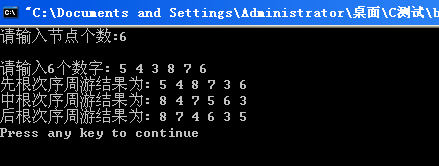 "C:\Documents and Settings\Administrator\桌面\C测试\b
请输入节点个数:6
请输入6个数字: 5 4 3 8 7 6
先根次序周游结果为: 5 4 8 7 3 6
中根次序周游结果为: 8 4 7 5 6 3
后根次序周游结果为: 8 7 4 6 3 5
Press any key to continue